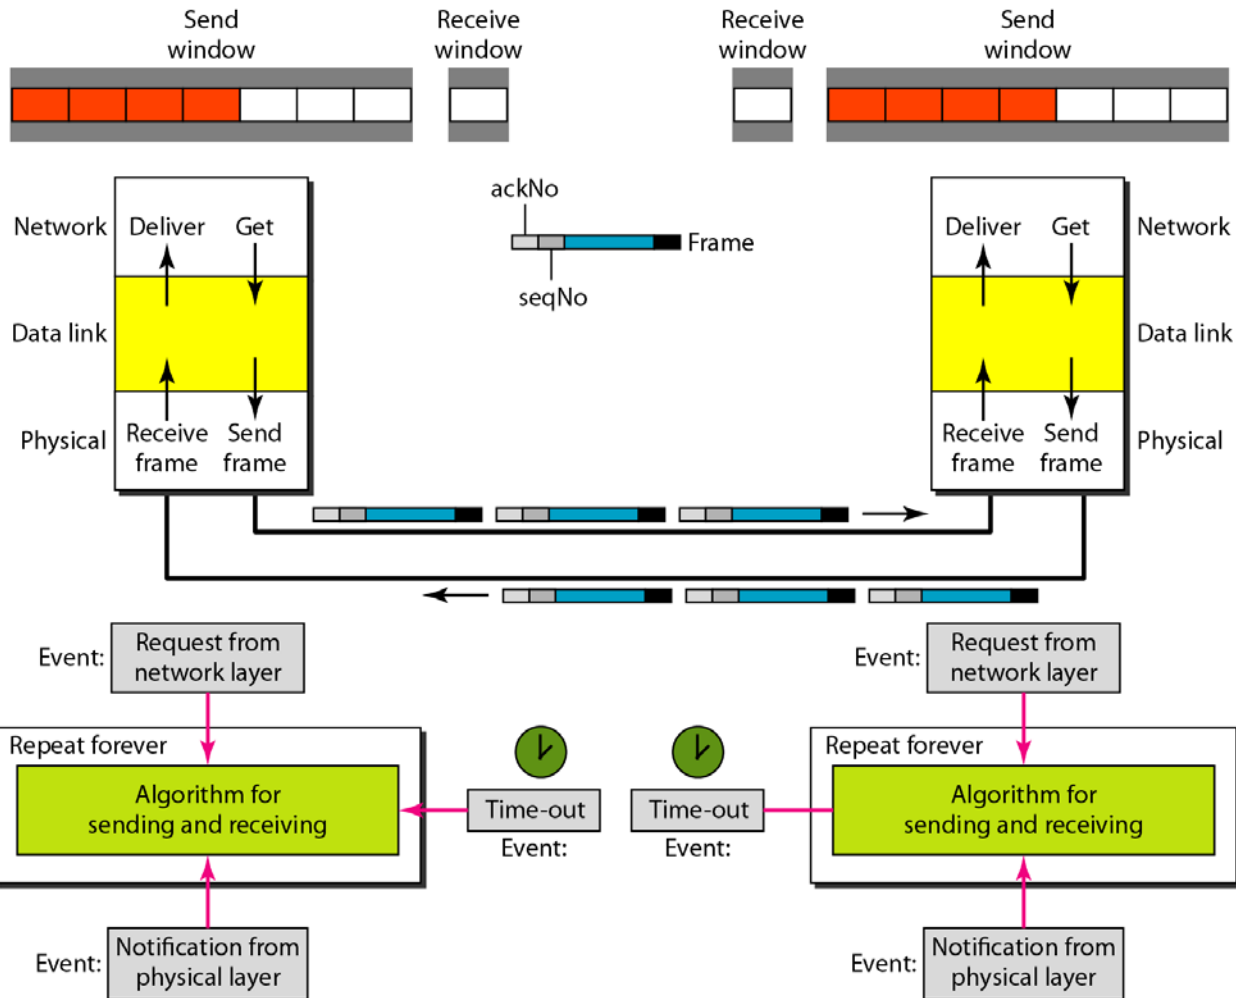 Send
window
Receive
window
Receive
window
Send
window
ackNo
Frame
seqNo
Network
Deliver
Get
Data link
Physical
Receive
frame
Send
frame
Deliver
Get
Network
Data link
Receive
frame
Send
frame
Physical
Event:
Request from
network layer
Event:
Request from
network layer
Repeat forever
Algorithm for
sending and receiving
Time-out
Event:
Time-out
Event:
Repeat forever
Algorithm for
sending and receiving
Event:
Notification from
physical layer
Event:
Notification from
physical layer